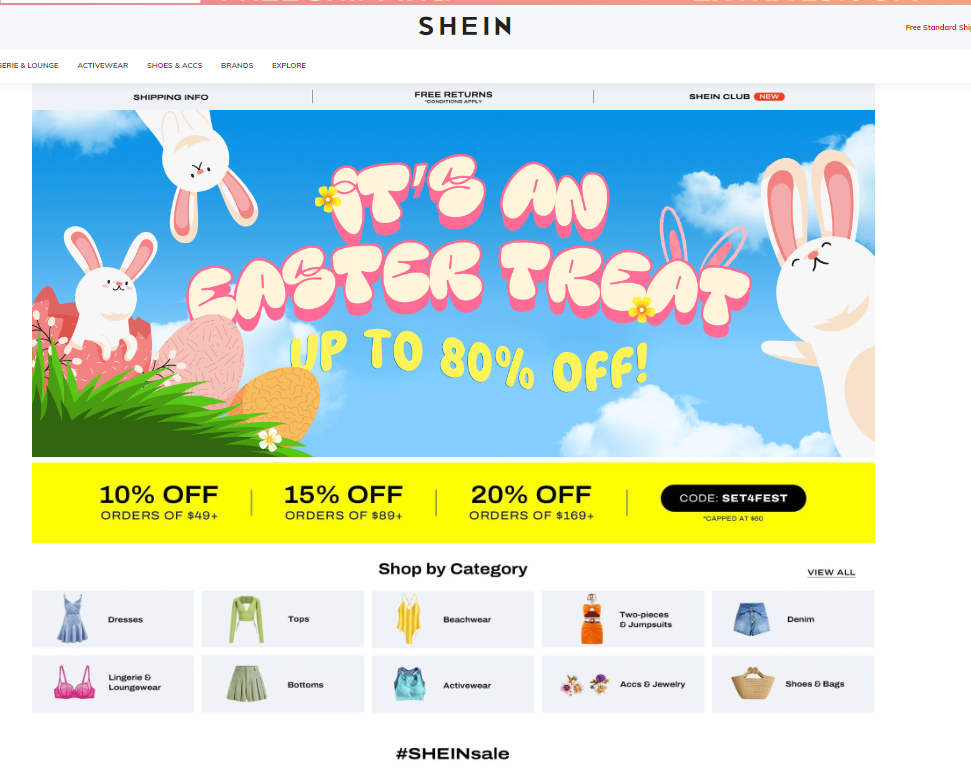 FREE SHIPPING
SHEIN
Free Standard
& LOUNGE ACTIVEWEAR SHOES & ACCS BRANDS EXPLORE
SHIPPING INFO
FREE RETURNS
*CONDITIONS APPLY
SHEIN CLUB NEW
IT'S AN
EASTER TREAT
UP TO 80% OFF!
10% OFF
ORDERS OF $49+
15% OFF
ORDERS OF $89+
20% OFF
ORDERS OF $169+
CODE: SET4FEST
*CAPPED AT $60
Shop by Category
VIEW ALL
Dresses
Tops
Beachwear
Two-pieces
& Jumpsuits
Denim
Lingerie &
Loungewear
Bottoms
Activewear
Accs & Jewelry
Shoes & Bags
#SHEINsale